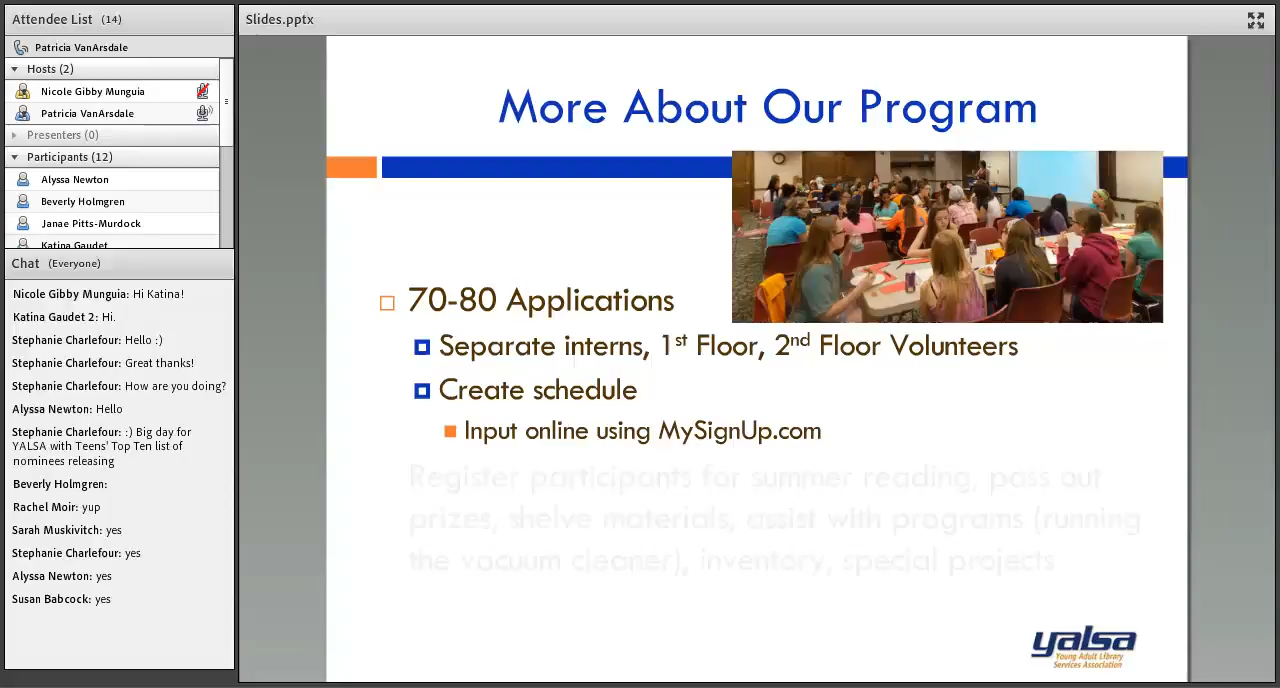 Attendee List (14)
Patricia VanArsdale
Hosts (2)
Nicole Gibby Munguia
Patricia VanArsdale
Presenters (0)
Participants (12)
Alyssa Newton
Beverly Holmgren
Janae Pitts-Murdock
Katina Gaudet
Chat (Everyone)
Nicole Gibby Munguia: Hi Katina!
Katina Gaudet 2: Hi.
Stephanie Charlefour: Hello :)
Stephanie Charlefour: Great thanks!
Stephanie Charlefour: How are you doing?
Alyssa Newton: Hello
Stephanie Charlefour: :) Big day for
YALSA with Teens' Top Ten list of
nominees releasing
Beverly Holmgren:
Rachel Moir: yup
Sarah Muskivitch: yes
Stephanie Charlefour: yes
Alyssa Newton: yes
Susan Babcock: yes
Slides.pptx
More About Our Program
70-80 Applications
Separate interns, 1st Floor, 2nd Floor Volunteers
Create schedule
Input online using MySignUp.com
Register participants for summer reading, pass out
prizes, shelve materials, assist with programs (running
the vacuum cleaner), inventory, special projects
yalsa
Young Adult Library
Services Association